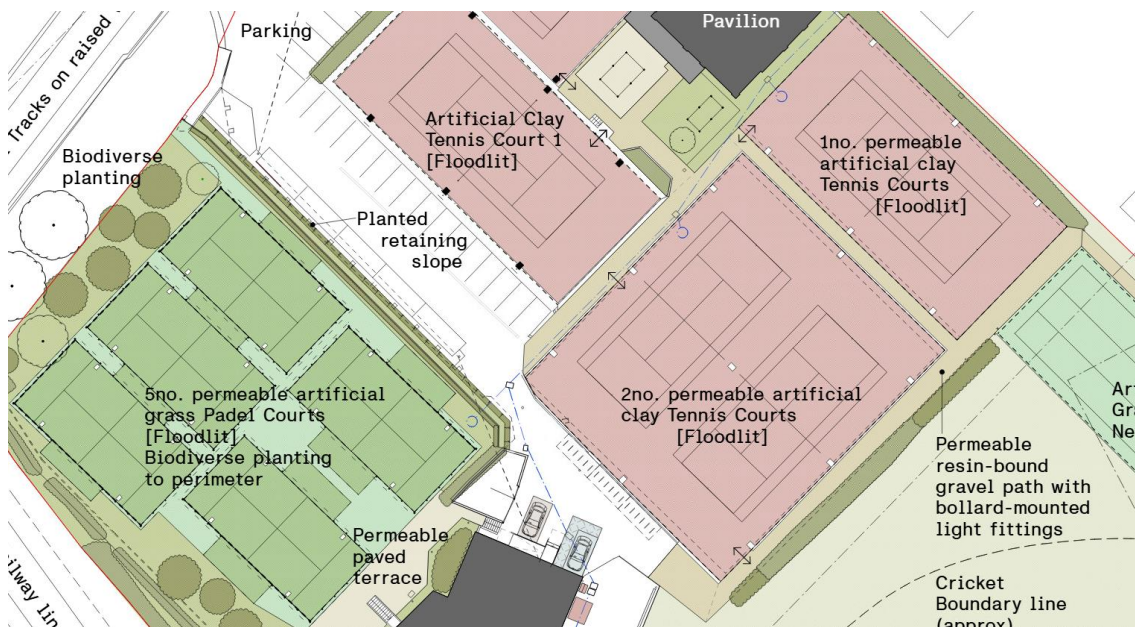 Pavilion
Parking
Tracks on raised
Artificial Clay
Tennis Court 1
[Floodlit]
1no. permeable
artificial clay
Tennis Courts
[Floodlit]
Biodiverse
planting
Planted
retaining
slope
5no. permeable artificial
grass Padel Courts
[Floodlit]
Biodiverse planting
to perimeter
2no. permeable artificial
clay Tennis Courts
[Floodlit]
Permeable
resin-bound
gravel path with
bollard-mounted
light fittings
Permeable
paved
terrace
Cricket
Boundary line
(approx)